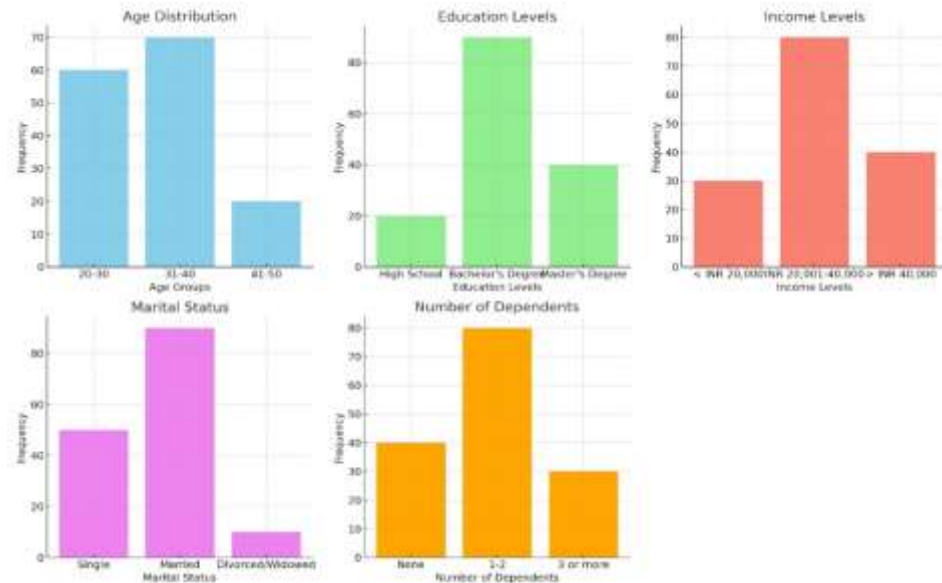 Age Distribution
70
60
50
40
30
20
10
0
Frequency
20-30
31-40
41-50
Age Groups
Education Levels
80
60
40
20
0
Frequency
High School
Bachelor's Degree
Master's Degree
Education Levels
Income Levels
80
70
60
50
40
30
20
10
0
Frequency
< INR 20,000
INR 20,001-40,000
> INR 40,000
Income Levels
Marital Status
80
60
40
20
0
Frequency
Single
Married
Divorced/Widowed
Marital Status
Number of Dependents
80
70
60
50
40
30
20
10
0
Frequency
None
1-2
3 or more
Number of Dependents